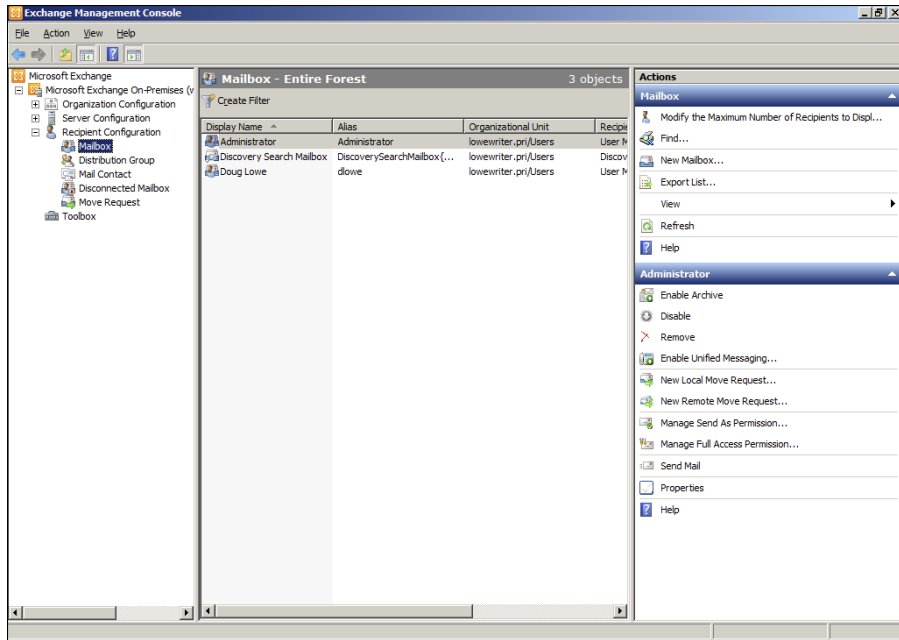 Exchange Management Console
File Action View Help
Microsoft Exchange
Microsoft Exchange On-Premises (w
Organization Configuration
Server Configuration
Recipient Configuration
Mailbox
Distribution Group
Mail Contact
Disconnected Mailbox
Move Request
Toolbox
Mailbox - Entire Forest 3 objects
Create Filter
Display Name Alias Organizational Unit Recipie
Administrator Administrator lowewriter.pri/Users User M
Discovery Search Mailbox DiscoverySearchMailbox{... lowewriter.pri/Users Discov
Doug Lowe dlowe lowewriter.pri/Users User M
Actions
Mailbox
Modify the Maximum Number of Recipients to Displ...
Find...
New Mailbox...
Export List...
View
Refresh
Help
Administrator
Enable Archive
Disable
Remove
Enable Unified Messaging...
New Local Move Request...
New Remote Move Request...
Manage Send As Permission...
Manage Full Access Permission...
Send Mail
Properties
Help